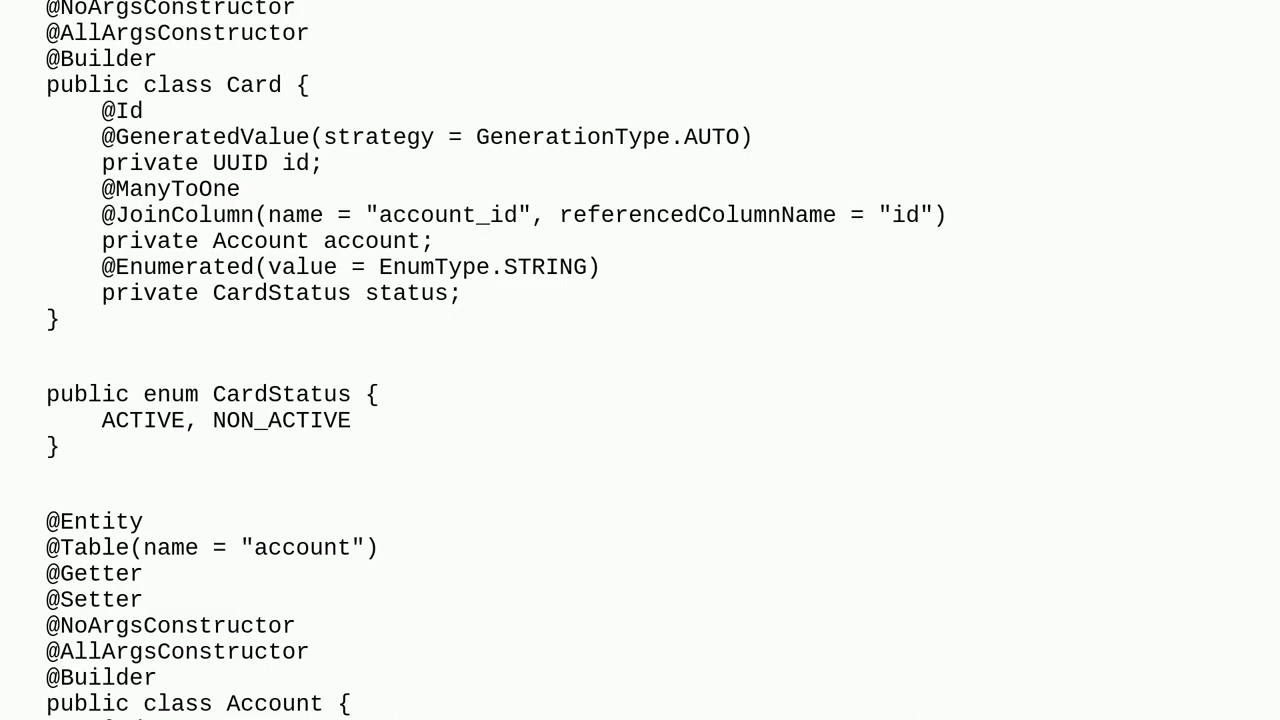 @NoArgsConstructor
@AllArgsConstructor
@Builder
public class Card {
    @Id
    @GeneratedValue(strategy = GenerationType.AUTO)
    private UUID id;
    @ManyToOne
    @JoinColumn(name = "account_id", referencedColumnName = "id")
    private Account account;
    @Enumerated(value = EnumType.STRING)
    private CardStatus status;
}
public enum CardStatus {
    ACTIVE, NON_ACTIVE
}
@Entity
@Table(name = "account")
@Getter
@Setter
@NoArgsConstructor
@AllArgsConstructor
@Builder
public class Account {